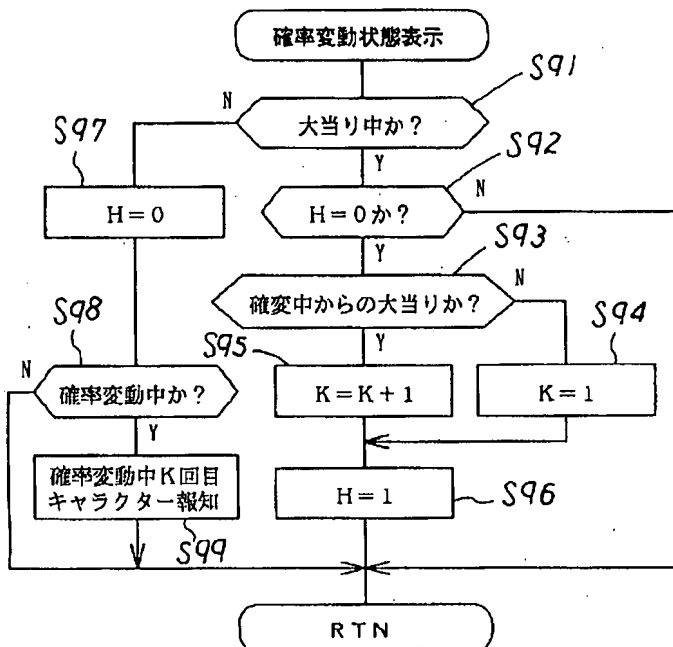 確率変動状態表示
S91
N
大当り中か？
S97
Y
S92
H=0
H=0か？
N
Y
S93
確変中からの大当りか？
N
S98
S95
Y
S94
N
確率変動中か？
K=K+1
K=1
Y
確率変動中K回目
キャラクター報知
H=1
S96
S99
RTN